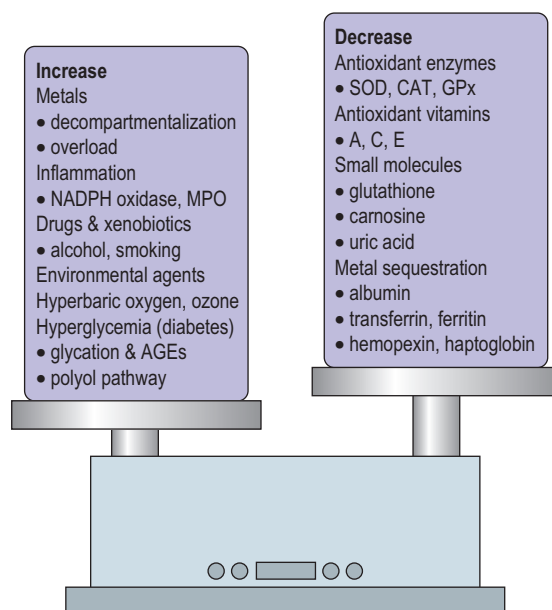 Increase
Metals
• decompartmentalization
• overload
Inflammation
• NADPH oxidase, MPO
Drugs & xenobiotics
• alcohol, smoking
Environmental agents
Hyperbaric oxygen, ozone
Hyperglycemia (diabetes)
• glycation & AGEs
• polyol pathway
Decrease
Antioxidant enzymes
• SOD, CAT, GPx
Antioxidant vitamins
• A, C, E
Small molecules
• glutathione
• carnosine
• uric acid
Metal sequestration
• albumin
• transferrin, ferritin
• hemopexin, haptoglobin